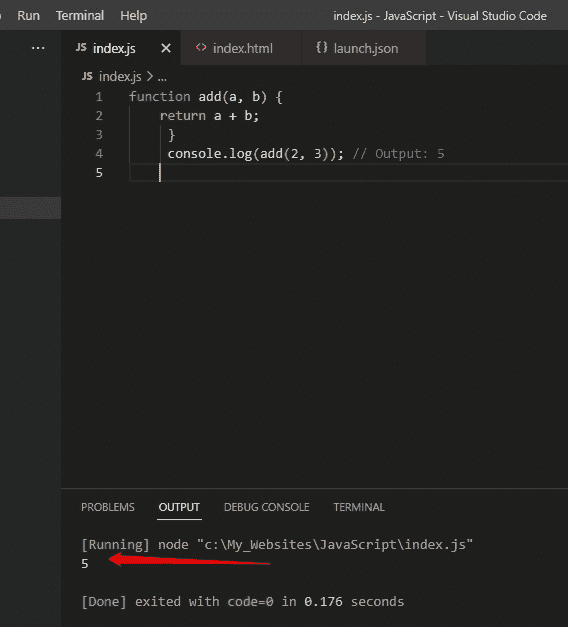 Run Terminal Help index.js - JavaScript - Visual Studio Code
... JS index.js × <> index.html {} launch.json
JS index.js > ...
1 function add(a, b) {
2 return a + b;
3 }
4 console.log(add(2, 3)); // Output: 5
5
PROBLEMS OUTPUT DEBUG CONSOLE TERMINAL
[Running] node "c:\My_Websites\JavaScript\index.js"
5
[Done] exited with code=0 in 0.176 seconds